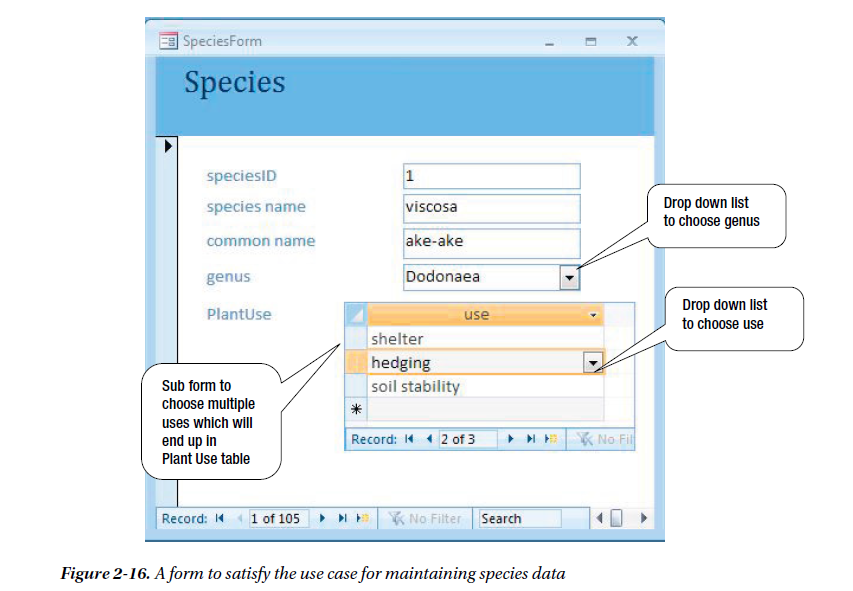 SpeciesForm
Species
speciesID 1
species name viscosa
common name ake-ake
genus Dodonaea
Drop down list
to choose genus
PlantUse use
shelter
hedging
soil stability
Drop down list
to choose use
Sub form to
choose multiple
uses which will
end up in
Plant Use table
Record: 2 of 3 No Fil
Record: 1 of 105 No Filter Search
Figure 2-16. A form to satisfy the use case for maintaining species data